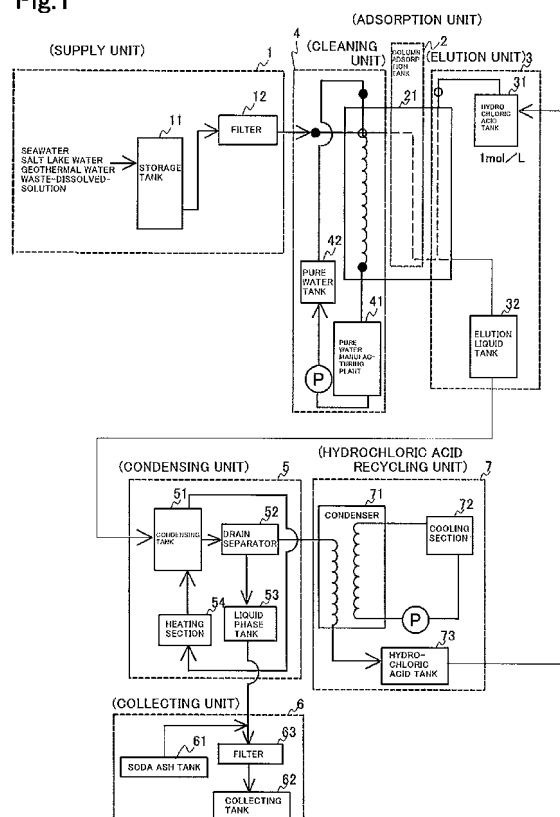 Fig.1
(ADSORPTION UNIT)
(SUPPLY UNIT)
1
4
(CLEANING
UNIT)
COLUMN
ADSORP
TION
TANK
2
(ELUTION UNIT)
3
12
FILTER
11
STORAGE
TANK
SEAWATER
SALT LAKE WATER
GEOTHERMAL WATER
WASTE-DISSOLVED-
SOLUTION
21
31
HYDRO
CHLORIC
ACID
TANK
1mol/L
42
PURE
WATER
TANK
41
PURE
WATER
MANUFAC-
TURING
PLANT
P
32
ELUTION
LIQUID
TANK
(CONDENSING UNIT)
5
(HYDROCHLORIC ACID
RECYCLING UNIT)
7
51
CONDENSING
TANK
52
DRAIN
SEPARATOR
71
CONDENSER
72
COOLING
SECTION
54
HEATING
SECTION
53
LIQUID
PHASE
TANK
P
73
HYDRO-
CHLORIC
ACID TANK
(COLLECTING UNIT)
6
61
SODA ASH TANK
63
FILTER
62
COLLECTING
TANK